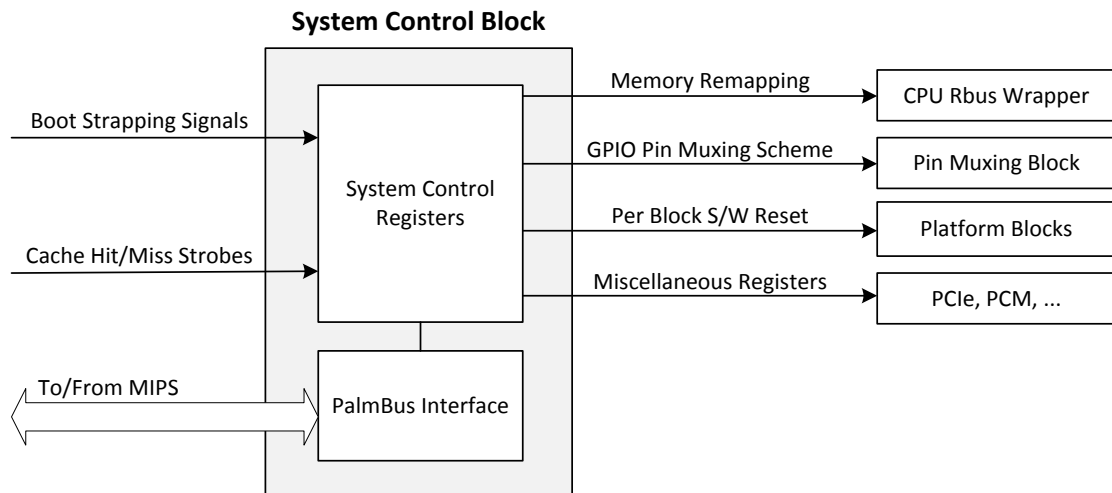 System Control Block
Memory Remapping
CPU Rbus Wrapper
Boot Strapping Signals
GPIO Pin Muxing Scheme
Pin Muxing Block
System Control
Registers
Per Block S/W Reset
Platform Blocks
Cache Hit/Miss Strobes
Miscellaneous Registers
PCIe, PCM, ...
To/From MIPS
PalmBus Interface